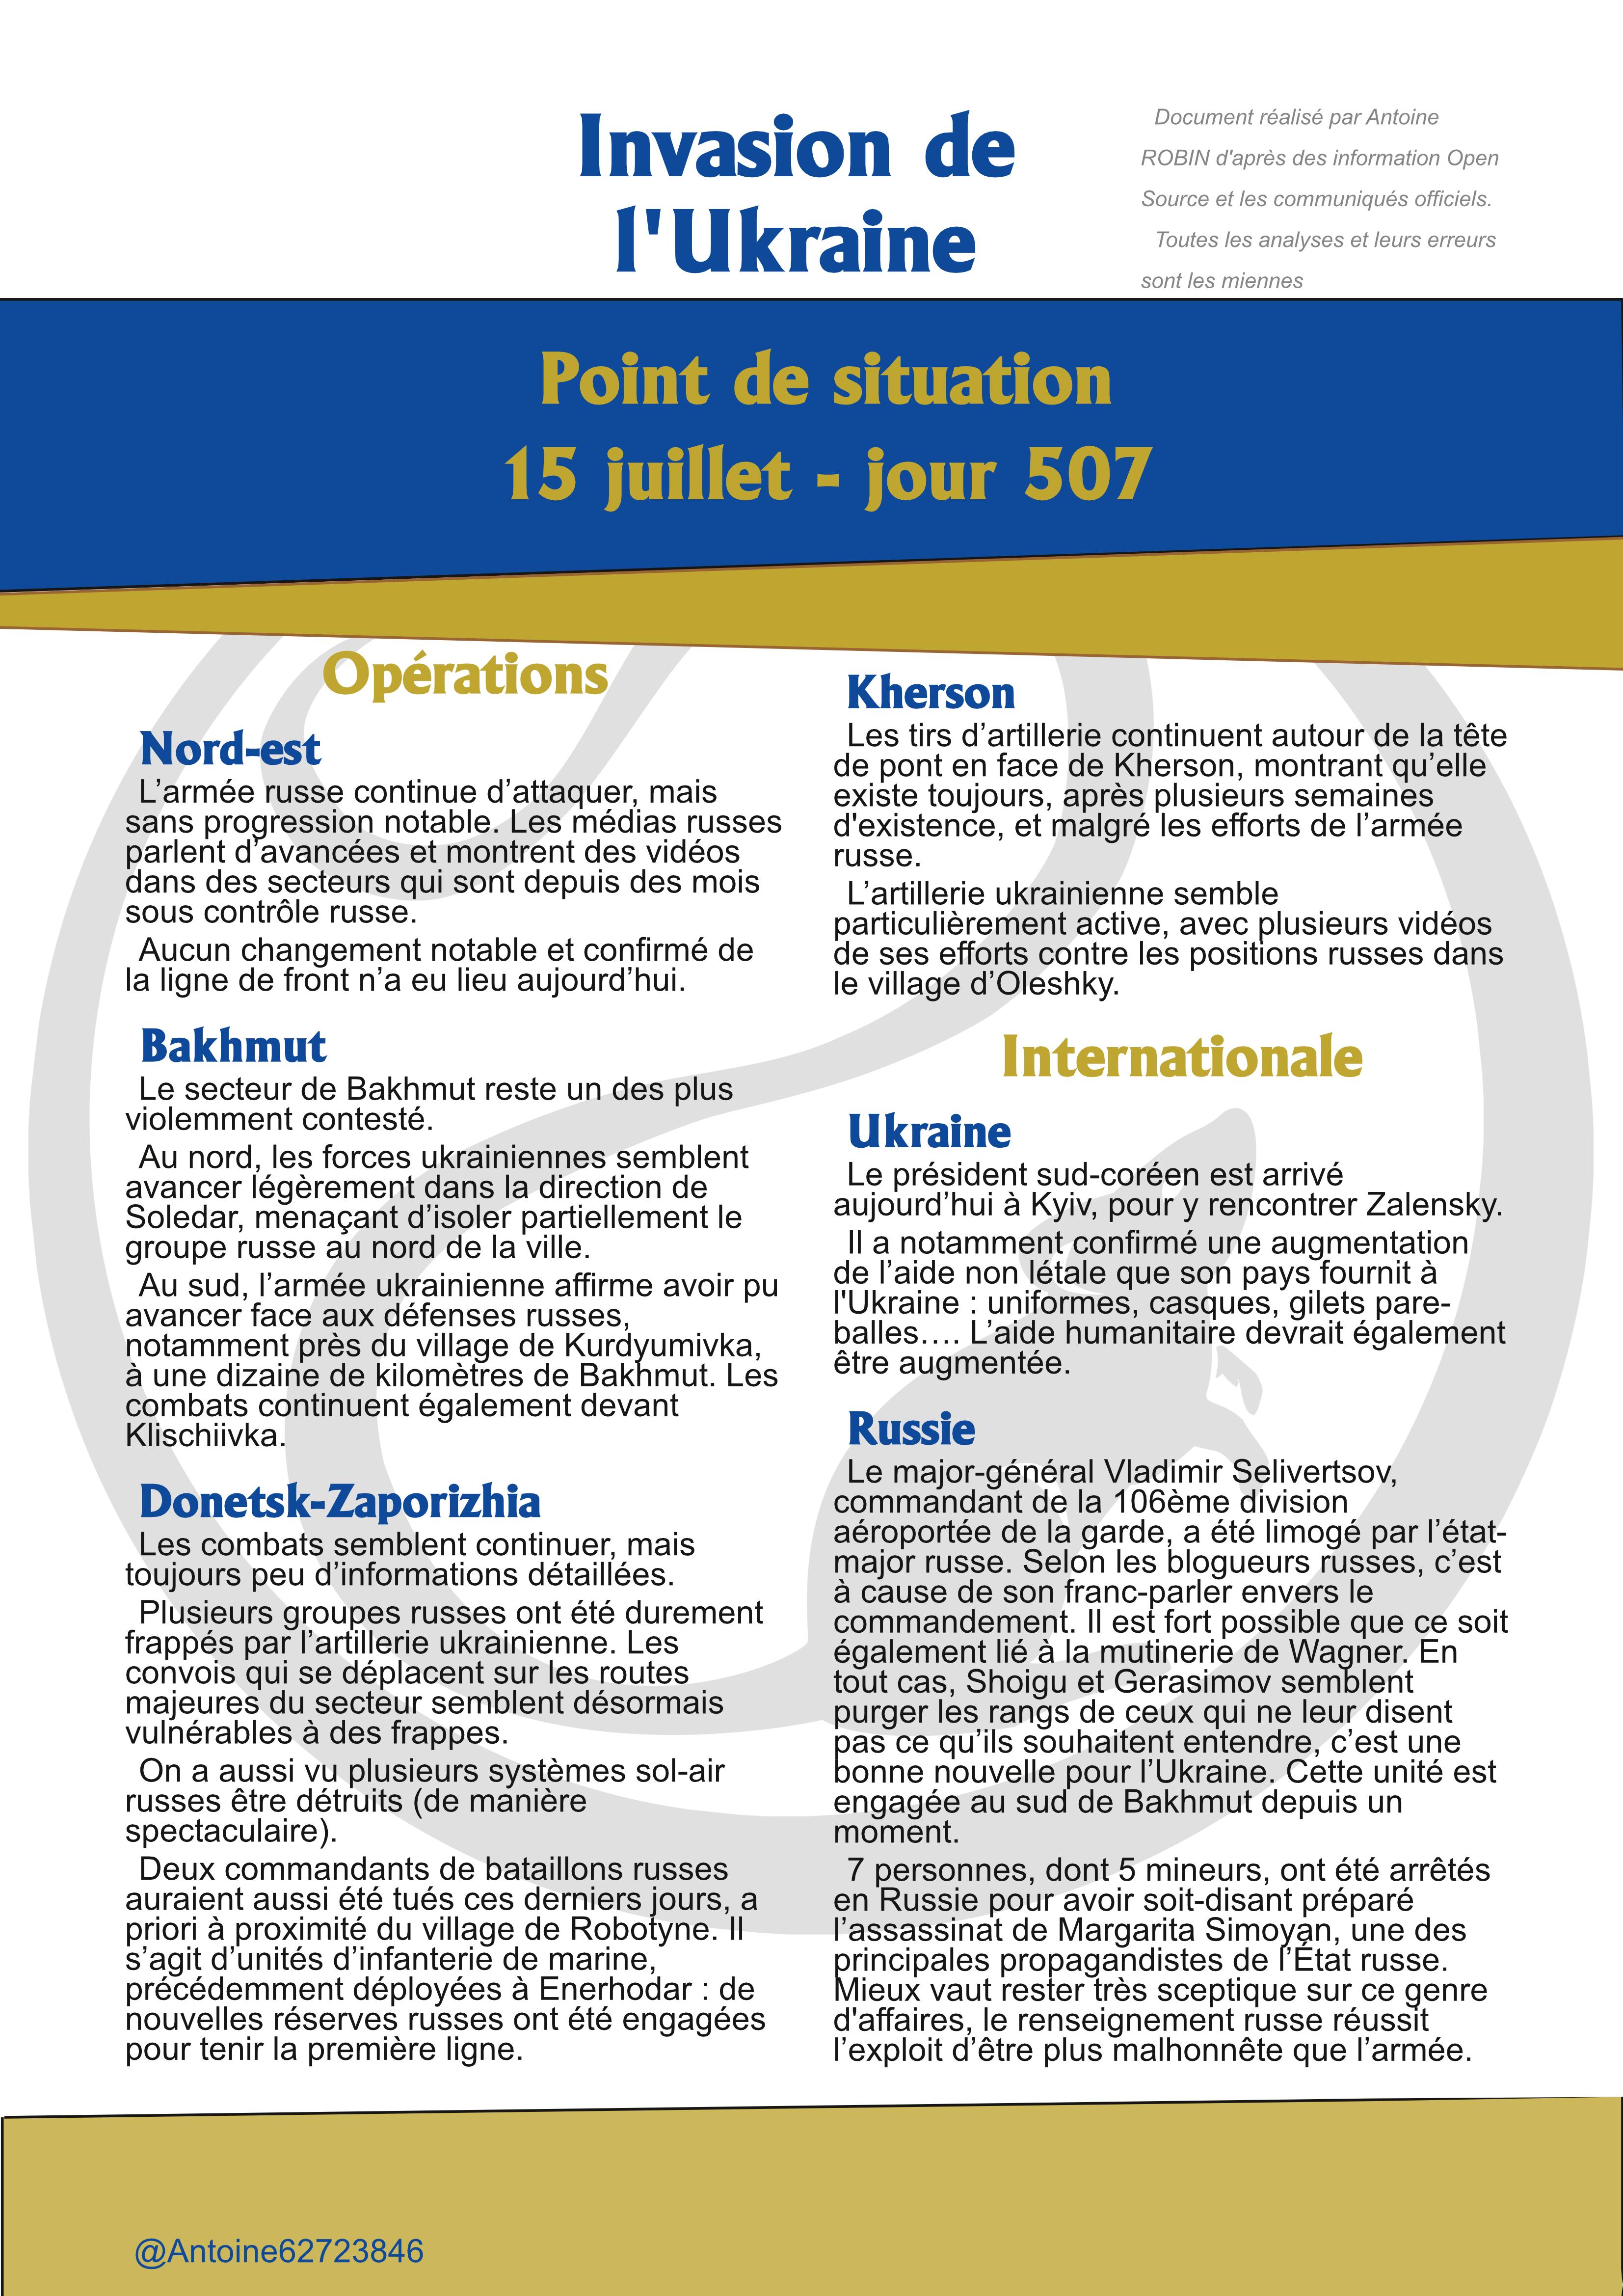 Invasion de
l'Ukraine
Document réalisé par Antoine
ROBIN d'après des information Open
Source et les communiqués officiels.
Toutes les analyses et leurs erreurs
sont les miennes
Point de situation
15 juillet - jour 507
Opérations
Nord-est
L’armée russe continue d’attaquer, mais
sans progression notable. Les médias russes
parlent d’avancées et montrent des vidéos
dans des secteurs qui sont depuis des mois
sous contrôle russe.
Aucun changement notable et confirmé de
la ligne de front n’a eu lieu aujourd’hui.
Bakhmut
Le secteur de Bakhmut reste un des plus
violemment contesté.
Au nord, les forces ukrainiennes semblent
avancer légèrement dans la direction de
Soledar, menaçant d’isoler partiellement le
groupe russe au nord de la ville.
Au sud, l’armée ukrainienne affirme avoir pu
avancer face aux défenses russes,
notamment près du village de Kurdyumivka,
à une dizaine de kilomètres de Bakhmut. Les
combats continuent également devant
Klischiivka.
Donetsk-Zaporizhia
Les combats semblent continuer, mais
toujours peu d’informations détaillées.
Plusieurs groupes russes ont été durement
frappés par l’artillerie ukrainienne. Les
convois qui se déplacent sur les routes
majeures du secteur semblent désormais
vulnérables à des frappes.
On a aussi vu plusieurs systèmes sol-air
russes être détruits (de manière
spectaculaire).
Deux commandants de bataillons russes
auraient aussi été tués ces derniers jours, a
priori à proximité du village de Robotyne. Il
s’agit d’unités d’infanterie de marine,
précédemment déployées à Enerhodar : de
nouvelles réserves russes ont été engagées
pour tenir la première ligne.
Kherson
Les tirs d’artillerie continuent autour de la tête
de pont en face de Kherson, montrant qu’elle
existe toujours, après plusieurs semaines
d'existence, et malgré les efforts de l’armée
russe.
L’artillerie ukrainienne semble
particulièrement active, avec plusieurs vidéos
de ses efforts contre les positions russes dans
le village d’Oleshky.
Internationale
Ukraine
Le président sud-coréen est arrivé
aujourd’hui à Kyiv, pour y rencontrer Zalensky.
Il a notamment confirmé une augmentation
de l’aide non létale que son pays fournit à
l'Ukraine : uniformes, casques, gilets pare-
balles…. L’aide humanitaire devrait également
être augmentée.
Russie
Le major-général Vladimir Selivertsov,
commandant de la 106ème division
aéroportée de la garde, a été limogé par l’état-
major russe. Selon les blogueurs russes, c’est
à cause de son franc-parler envers le
commandement. Il est fort possible que ce soit
également lié à la mutinerie de Wagner. En
tout cas, Shoigu et Gerasimov semblent
purger les rangs de ceux qui ne leur disent
pas ce qu’ils souhaitent entendre, c’est une
bonne nouvelle pour l’Ukraine. Cette unité est
engagée au sud de Bakhmut depuis un
moment.
7 personnes, dont 5 mineurs, ont été arrêtés
en Russie pour avoir soit-disant préparé
l’assassinat de Margarita Simoyan, une des
principales propagandistes de l’État russe.
Mieux vaut rester très sceptique sur ce genre
d'affaires, le renseignement russe réussit
l’exploit d’être plus malhonnête que l’armée.
@Antoine62723846